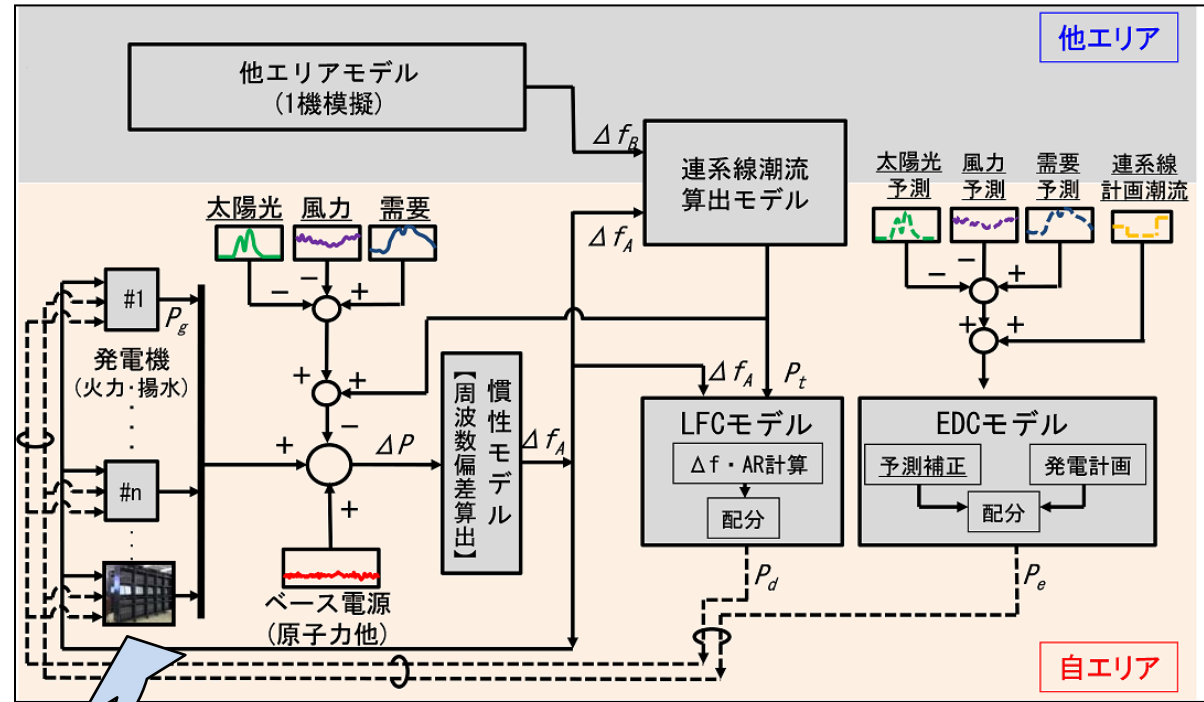 他エリア
他エリアモデル
(1機模擬)
Δf_B
連系線潮流
算出モデル
Δf_A
太陽光
予測
風力
予測
需要
予測
連系線
計画潮流
太陽光
風力
需要
−
−
+
−
−
+
+
+
#1
P_g
発電機
(火力・揚水)
#n
+
+
−
+
+
ΔP
慣性モデル
【周波数偏差算出】
Δf_A
Δf_A
P_t
LFCモデル
Δf・AR計算
配分
EDCモデル
予測補正
発電計画
配分
ベース電源
(原子力他)
P_d
P_e
自エリア